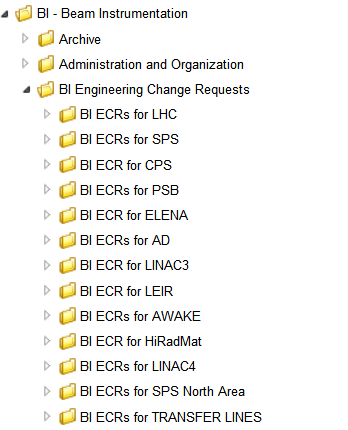 BI - Beam Instrumentation
Archive
Administration and Organization
BI Engineering Change Requests
BI ECRs for LHC
BI ECRs for SPS
BI ECR for CPS
BI ECRs for PSB
BI ECR for ELENA
BI ECRs for AD
BI ECR for LINAC3
BI ECR for LEIR
BI ECRs for AWAKE
BI ECR for HiRadMat
BI ECRs for LINAC4
BI ECRs for SPS North Area
BI ECRs for TRANSFER LINES